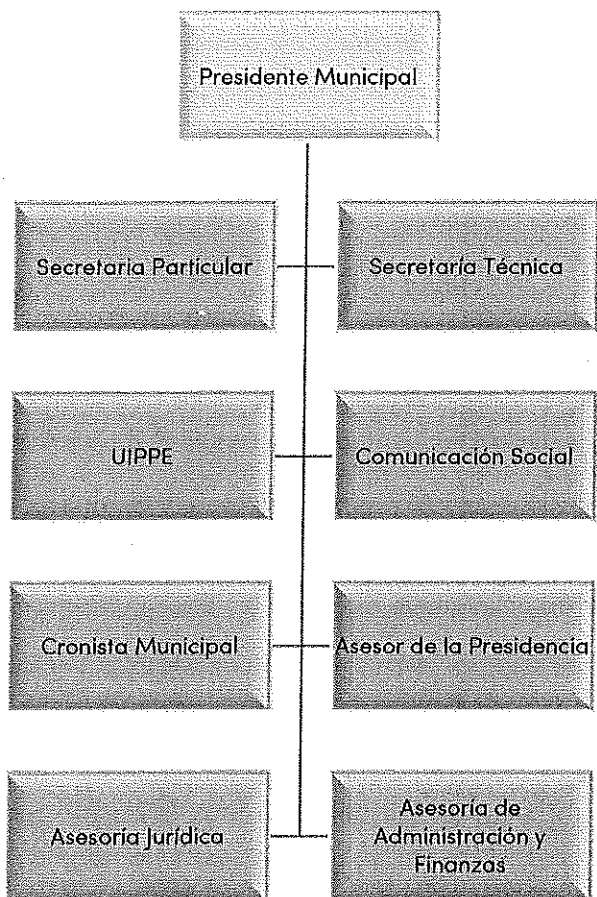 Presidente Municipal
Secretaria Particular
Secretaría Técnica
UIPPE
Comunicación Social
Cronista Municipal
Asesor de la Presidencia
Asesoría Jurídica
Asesoría de
Administración y
Finanzas